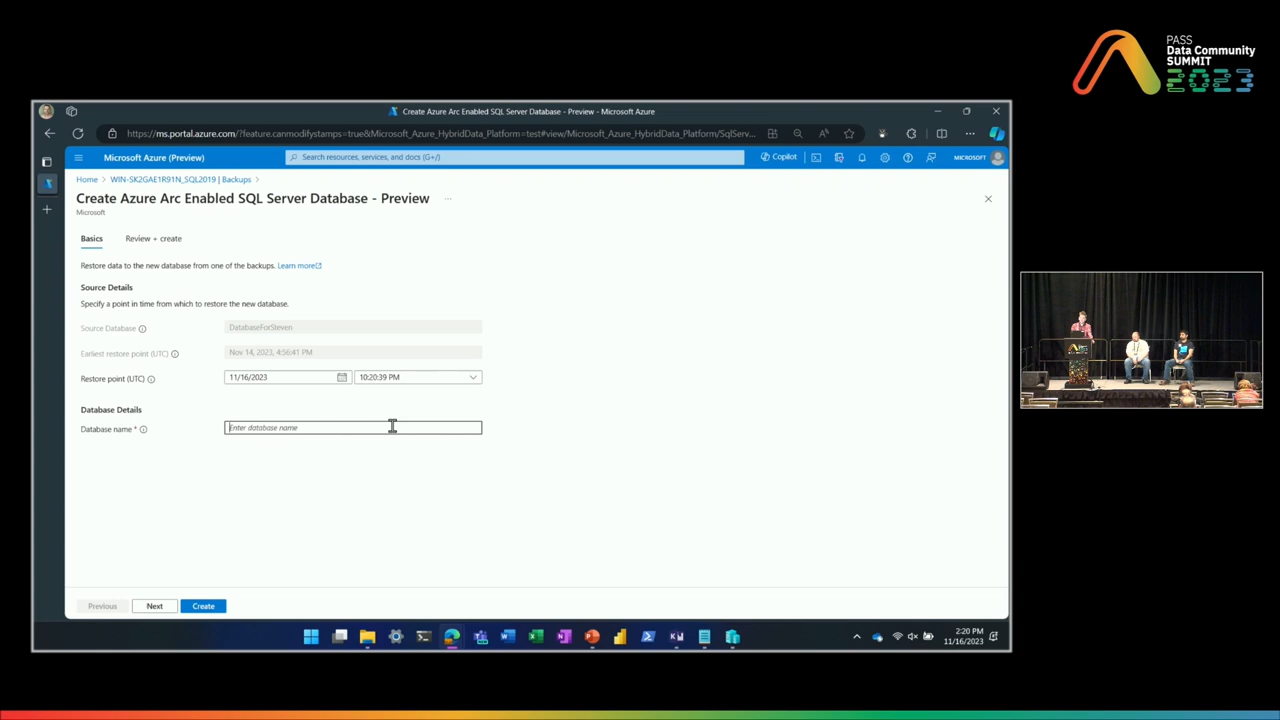 PASS
Data Community
SUMMIT
2023
Create Azure Arc Enabled SQL Server Database - Preview - Microsoft Azure
https://ms.portal.azure.com/?feature.canmodifystamps=true&Microsoft_Azure_HybridData_Platform=test#view/Microsoft_Azure_HybridData_Platform/SqlServ...
Microsoft Azure (Preview)
Search resources, services, and docs (G+/)
Copilot
MICROSOFT
Home > WIN-SK2GAE1R91N_SQL2019 | Backups >
Create Azure Arc Enabled SQL Server Database - Preview ...
Microsoft
Basics
Review + create
Restore data to the new database from one of the backups. Learn more
Source Details
Specify a point in time from which to restore the new database.
Source Database
DatabaseForSteven
Earliest restore point (UTC)
Nov 14, 2023, 4:56:41 PM
Restore point (UTC)
11/16/2023
10:20:39 PM
Database Details
Database name *
Enter database name
Previous
Next
Create
2:20 PM
11/16/2023